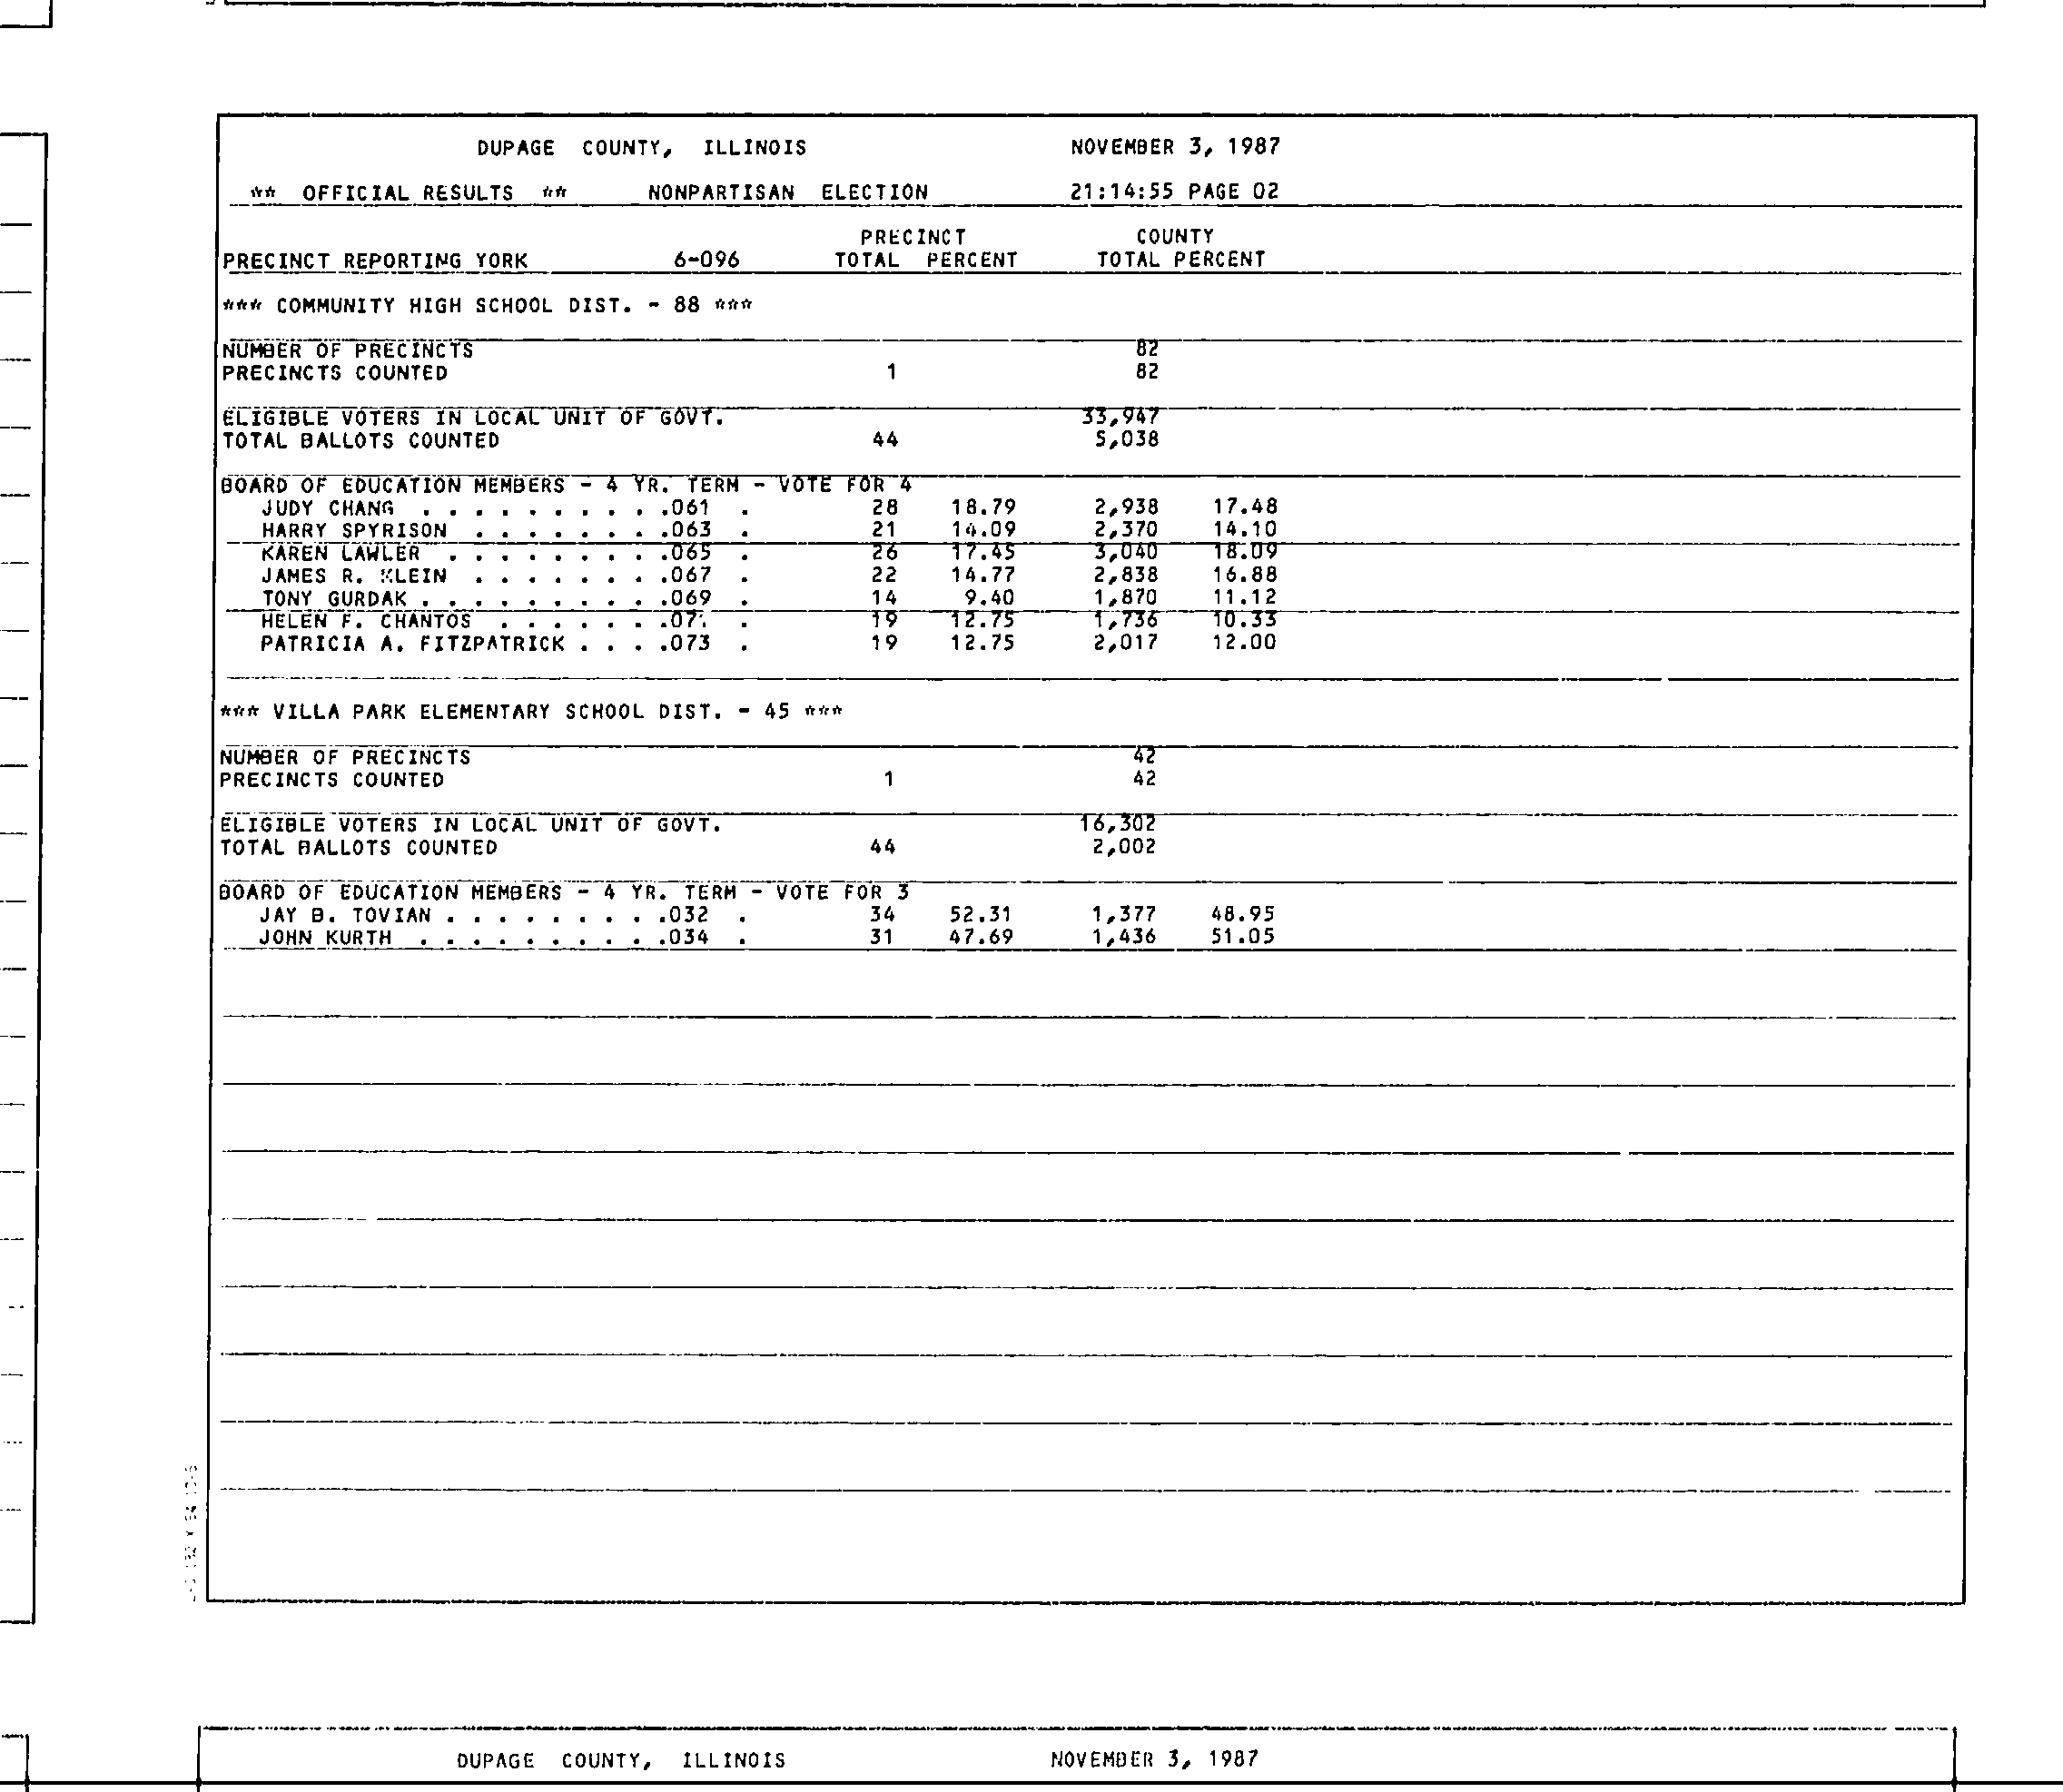 DUPAGE COUNTY, ILLINOIS NOVEMBER 3, 1987
** OFFICIAL RESULTS ** NONPARTISAN ELECTION 21:14:55 PAGE 02
PRECINCT COUNTY
PRECINCT REPORTING YORK 6-096 TOTAL PERCENT TOTAL PERCENT
*** COMMUNITY HIGH SCHOOL DIST. - 88 ***
NUMBER OF PRECINCTS 82
PRECINCTS COUNTED 1 82
ELIGIBLE VOTERS IN LOCAL UNIT OF GOVT. 33,947
TOTAL BALLOTS COUNTED 44 5,038
BOARD OF EDUCATION MEMBERS - 4 YR. TERM - VOTE FOR 4
JUDY CHANG . . . . . . . . . .061 . 28 18.79 2,938 17.48
HARRY SPYRISON . . . . . . . .063 . 21 14.09 2,370 14.10
KAREN LAWLER . . . . . . . . .065 . 26 17.45 3,040 18.09
JAMES R. KLEIN . . . . . . . .067 . 22 14.77 2,838 16.88
TONY GURDAK . . . . . . . . . .069 . 14 9.40 1,870 11.12
HELEN F. CHANTOS . . . . . . . 19 12.75 1,736 10.33
PATRICIA A. FITZPATRICK . . . .073 . 19 12.75 2,017 12.00
*** VILLA PARK ELEMENTARY SCHOOL DIST. - 45 ***
NUMBER OF PRECINCTS 42
PRECINCTS COUNTED 1 42
ELIGIBLE VOTERS IN LOCAL UNIT OF GOVT. 16,302
TOTAL BALLOTS COUNTED 44 2,002
BOARD OF EDUCATION MEMBERS - 4 YR. TERM - VOTE FOR 3
JAY B. TOVIAN . . . . . . . . .032 . 34 52.31 1,377 48.95
JOHN KURTH . . . . . . . . . .034 . 31 47.69 1,436 51.05
DUPAGE COUNTY, ILLINOIS NOVEMBER 3, 1987